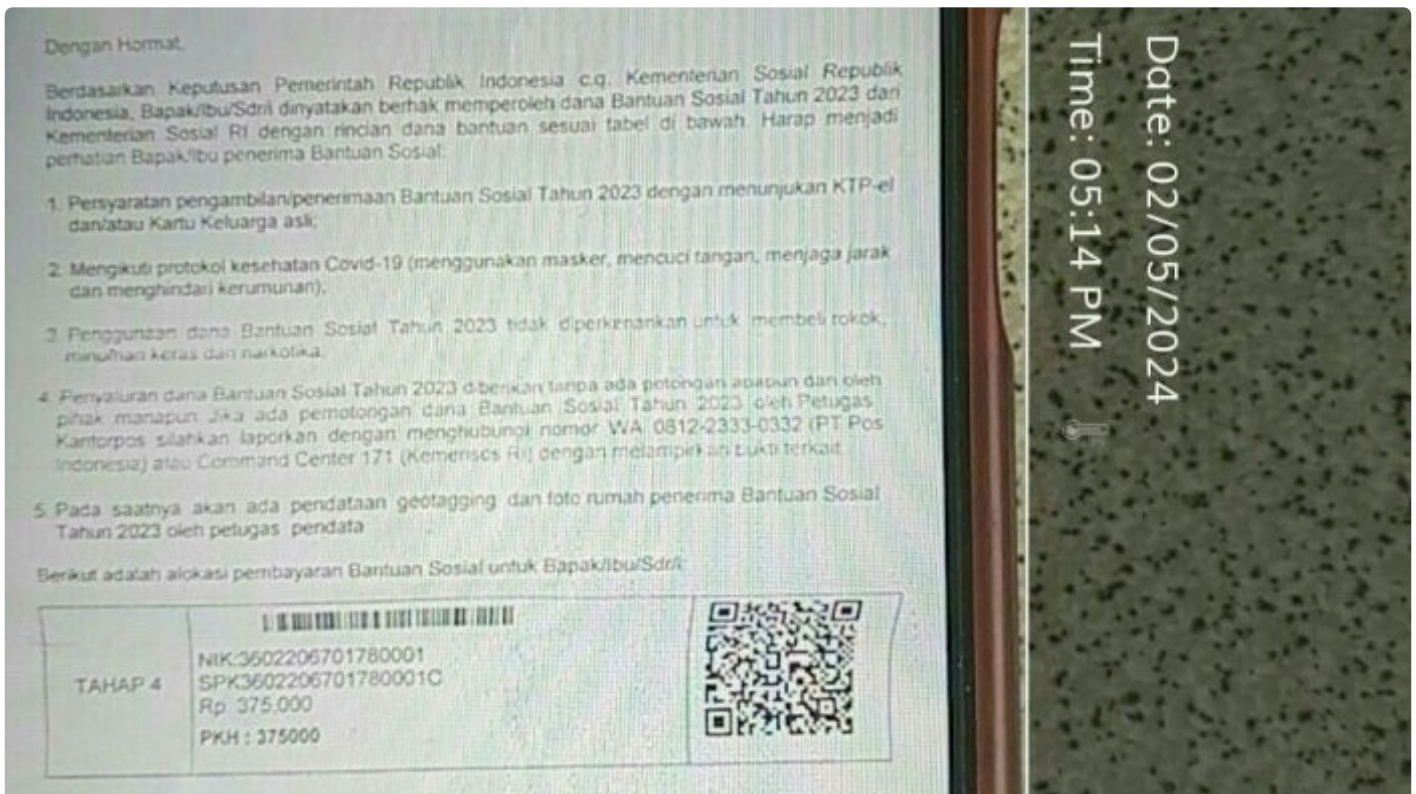 Dengan Hormat,
Berdasarkan Keputusan Pemerintah Republik Indonesia c.q. Kementerian Sosial Republik
Indonesia, Bapak/Ibu/Sdr/i dinyatakan berhak memperoleh dana Bantuan Sosial Tahun 2023 dari
Kementerian Sosial RI dengan rincian dana bantuan sesuai tabel di bawah. Harap menjadi
perhatian Bapak/Ibu penerima Bantuan Sosial:
1. Persyaratan pengambilan/penerimaan Bantuan Sosial Tahun 2023 dengan menunjukan KTP-el
dan/atau Kartu Keluarga asli;
2. Mengikuti protokol kesehatan Covid-19 (menggunakan masker, mencuci tangan, menjaga jarak
dan menghindari kerumunan);
3. Penggunaan dana Bantuan Sosial Tahun 2023 tidak diperkenankan untuk membeli rokok,
minuman keras dan narkotika.
4. Penyaluran dana Bantuan Sosial Tahun 2023 diberikan tanpa ada potongan apapun dan oleh
pihak manapun. Jika ada pemotongan dana Bantuan Sosial Tahun 2023 oleh Petugas
Kantorpos silahkan laporkan dengan menghubungi nomor WA 0812-2333-0332 (PT Pos
Indonesia) atau Command Center 171 (Kemensos RI) dengan melampirkan bukti terkait.
5. Pada saatnya akan ada pendataan geotagging dan foto rumah penerima Bantuan Sosial
Tahun 2023 oleh petugas pendata
Berikut adalah alokasi pembayaran Bantuan Sosial untuk Bapak/Ibu/Sdr/i:
TAHAP 4
NIK:3602206701780001
SPK3602206701780001C
Rp. 375.000
PKH : 375000
Date: 02/05/2024
Time: 05:14 PM